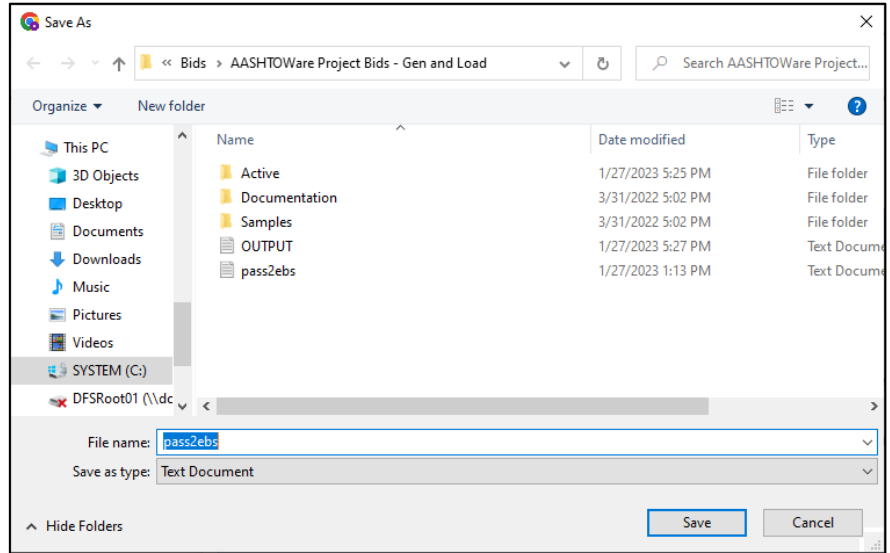 Save As
« Bids › AASHTOWare Project Bids - Gen and Load
Search AASHTOWare Project...
Organize
New folder
Name Date modified Type
This PC
3D Objects
Desktop
Documents
Downloads
Music
Pictures
Videos
SYSTEM (C:)
DFSRoot01 (\\dc
Active 1/27/2023 5:25 PM File folder
Documentation 3/31/2022 5:02 PM File folder
Samples 3/31/2022 5:02 PM File folder
OUTPUT 1/27/2023 5:27 PM Text Docume
pass2ebs 1/27/2023 1:13 PM Text Docume
File name: pass2ebs
Save as type: Text Document
Hide Folders
Save
Cancel